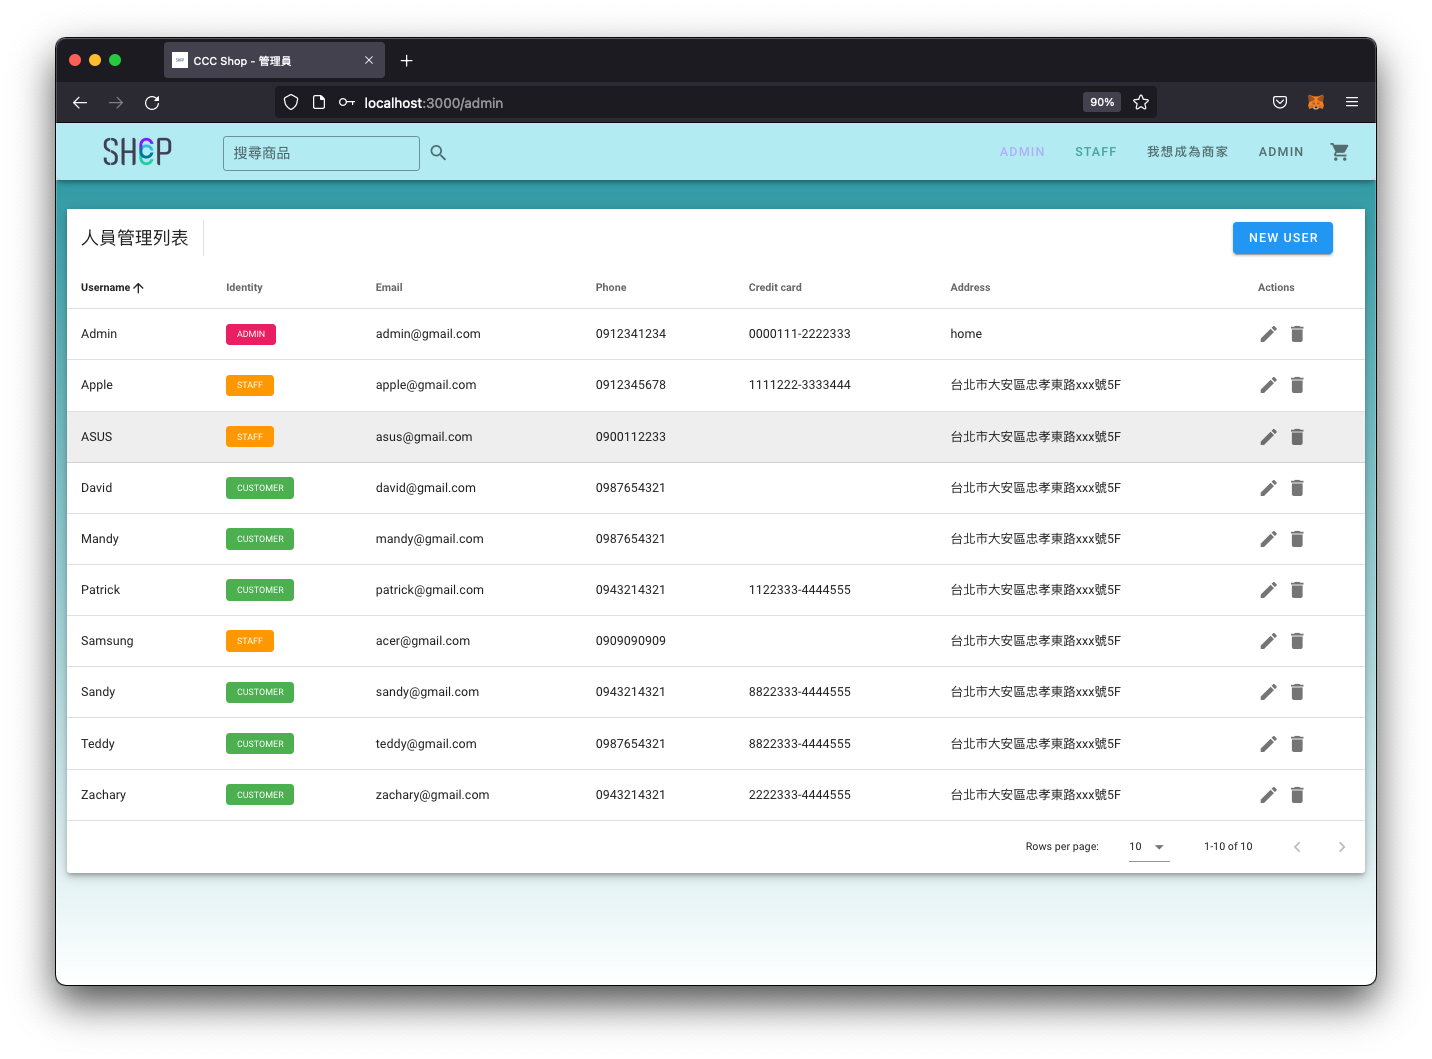 CCC Shop - 管理員
localhost:3000/admin
90%
SHOP
搜尋商品
ADMIN STAFF 我想成為商家 ADMIN
人員管理列表
NEW USER
Username Identity Email Phone Credit card Address Actions
Admin ADMIN admin@gmail.com 0912341234 0000111-2222333 home
Apple STAFF apple@gmail.com 0912345678 1111222-3333444 台北市大安區忠孝東路xxx號5F
ASUS STAFF asus@gmail.com 0900112233 台北市大安區忠孝東路xxx號5F
David CUSTOMER david@gmail.com 0987654321 台北市大安區忠孝東路xxx號5F
Mandy CUSTOMER mandy@gmail.com 0987654321 台北市大安區忠孝東路xxx號5F
Patrick CUSTOMER patrick@gmail.com 0943214321 1122333-4444555 台北市大安區忠孝東路xxx號5F
Samsung STAFF acer@gmail.com 0909090909 台北市大安區忠孝東路xxx號5F
Sandy CUSTOMER sandy@gmail.com 0943214321 8822333-4444555 台北市大安區忠孝東路xxx號5F
Teddy CUSTOMER teddy@gmail.com 0987654321 8822333-4444555 台北市大安區忠孝東路xxx號5F
Zachary CUSTOMER zachary@gmail.com 0943214321 2222333-4444555 台北市大安區忠孝東路xxx號5F
Rows per page: 10 1-10 of 10